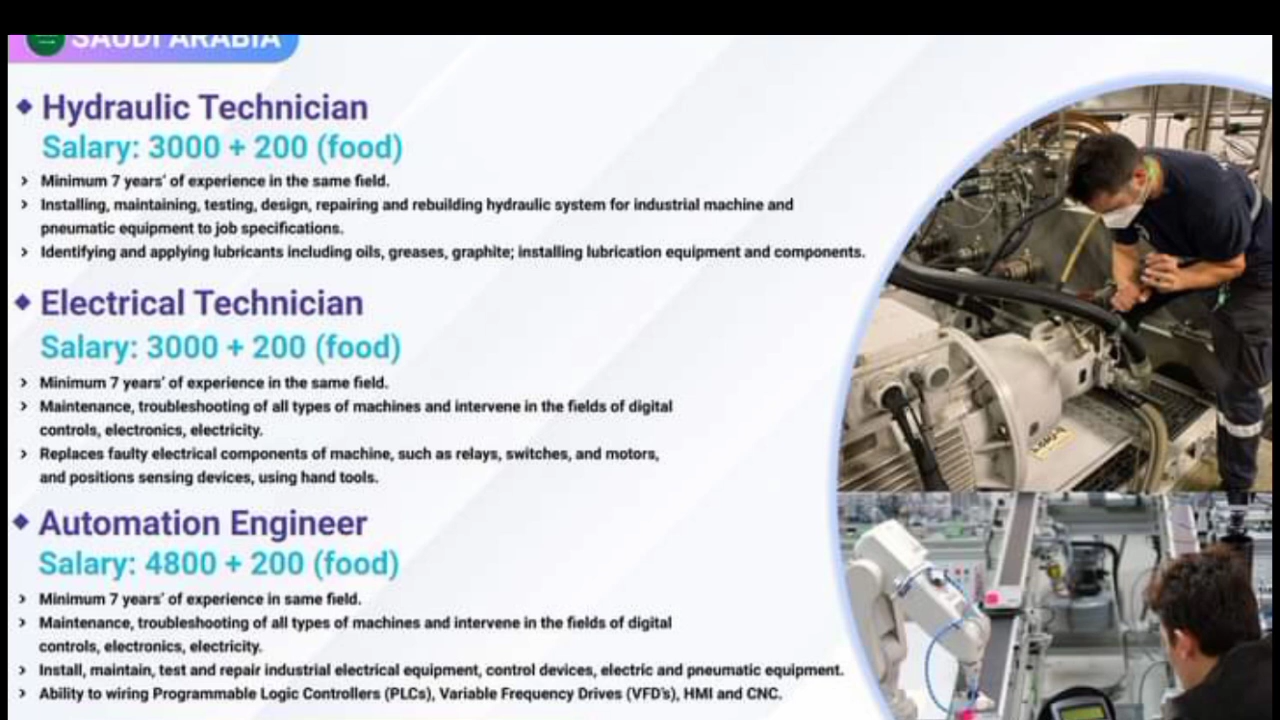 SAUDI ARABIA
Hydraulic Technician
Salary: 3000 + 200 (food)
Minimum 7 years' of experience in the same field.
Installing, maintaining, testing, design, repairing and rebuilding hydraulic system for industrial machine and
pneumatic equipment to job specifications.
Identifying and applying lubricants including oils, greases, graphite; installing lubrication equipment and components.
Electrical Technician
Salary: 3000 + 200 (food)
Minimum 7 years' of experience in the same field.
Maintenance, troubleshooting of all types of machines and intervene in the fields of digital
controls, electronics, electricity.
Replaces faulty electrical components of machine, such as relays, switches, and motors,
and positions sensing devices, using hand tools.
Automation Engineer
Salary: 4800 + 200 (food)
Minimum 7 years' of experience in same field.
Maintenance, troubleshooting of all types of machines and intervene in the fields of digital
controls, electronics, electricity.
Install, maintain, test and repair industrial electrical equipment, control devices, electric and pneumatic equipment.
Ability to wiring Programmable Logic Controllers (PLCs), Variable Frequency Drives (VFD's), HMI and CNC.